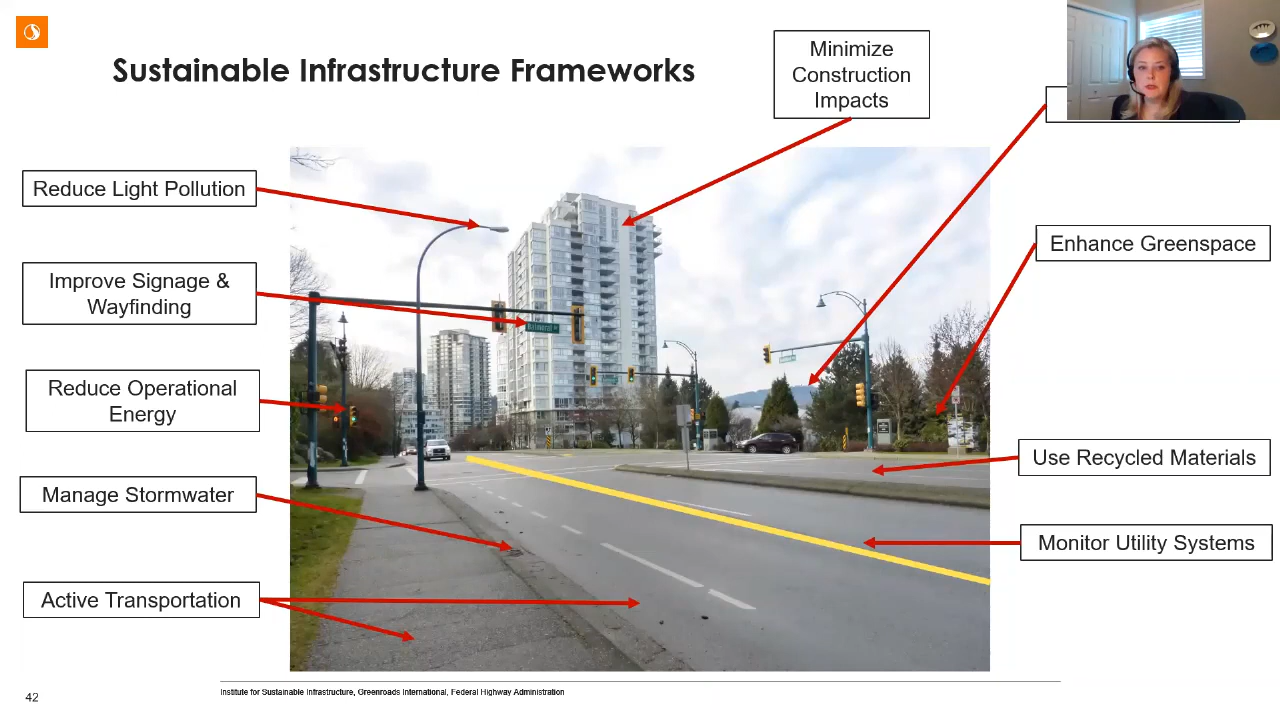 Sustainable Infrastructure Frameworks
Minimize
Construction
Impacts
Reduce Light Pollution
Improve Signage &
Wayfinding
Reduce Operational
Energy
Manage Stormwater
Active Transportation
Enhance Greenspace
Use Recycled Materials
Monitor Utility Systems
Balmoral
42
Institute for Sustainable Infrastructure, Greenroads International, Federal Highway Administration